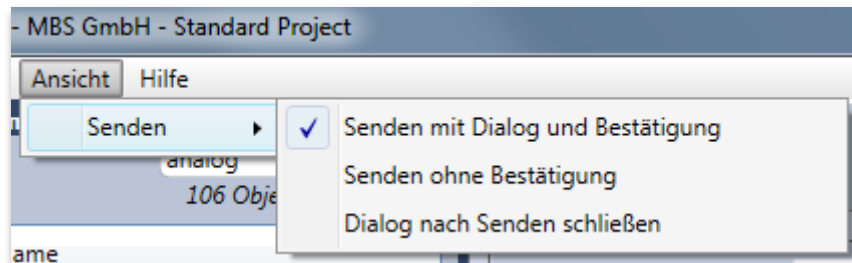 - MBS GmbH - Standard Project
Ansicht Hilfe
Senden
Senden mit Dialog und Bestätigung
analog
Senden ohne Bestätigung
106 Obje
Dialog nach Senden schließen
ame